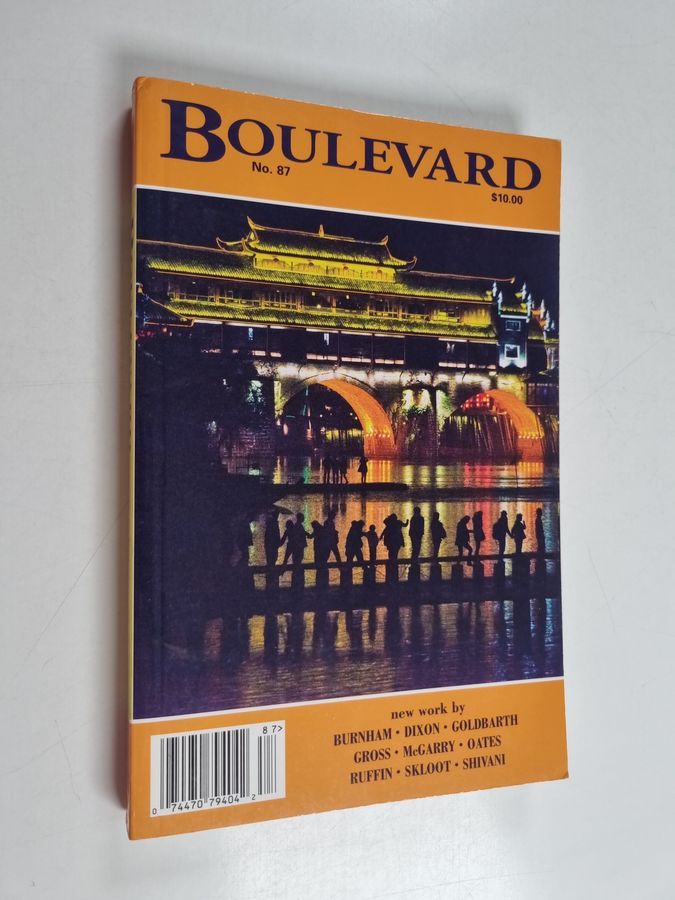 BOULEVARD
No. 87
$10.00
new work by
BURNHAM • DIXON • GOLDBARTH
GROSS • McGARRY • OATES
RUFFIN • SKLOOT • SHIVANI
87>
0 74470 79404 2